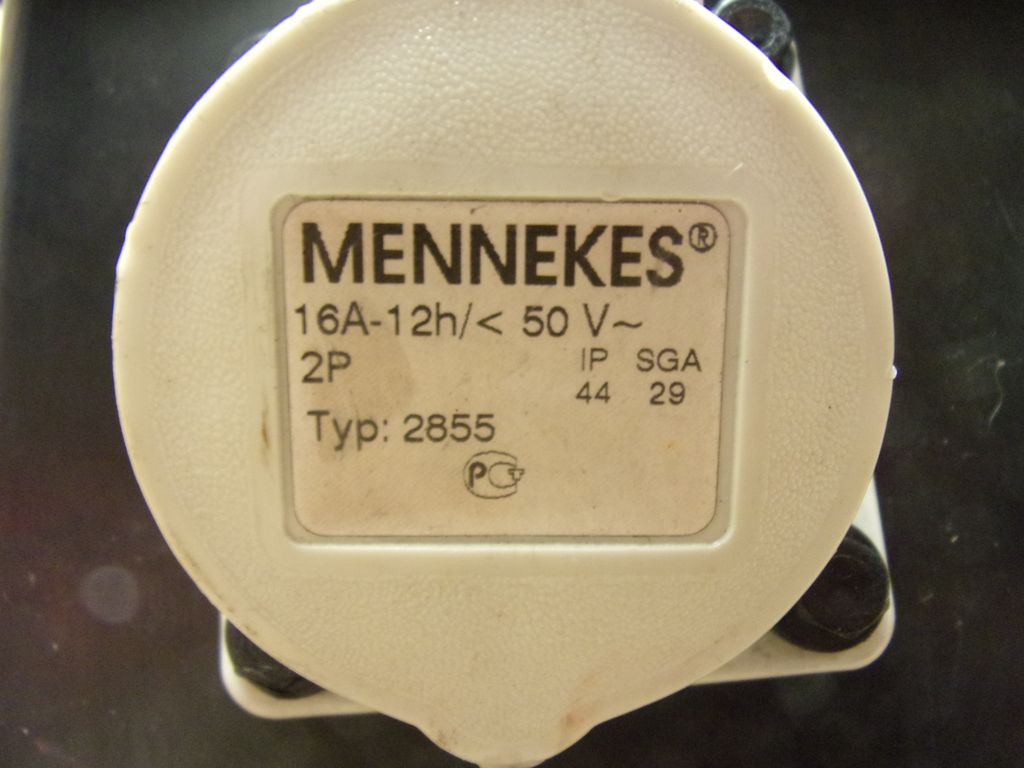 MENNEKES®
16A-12h/< 50 V~
2P IP SGA
44 29
Typ: 2855